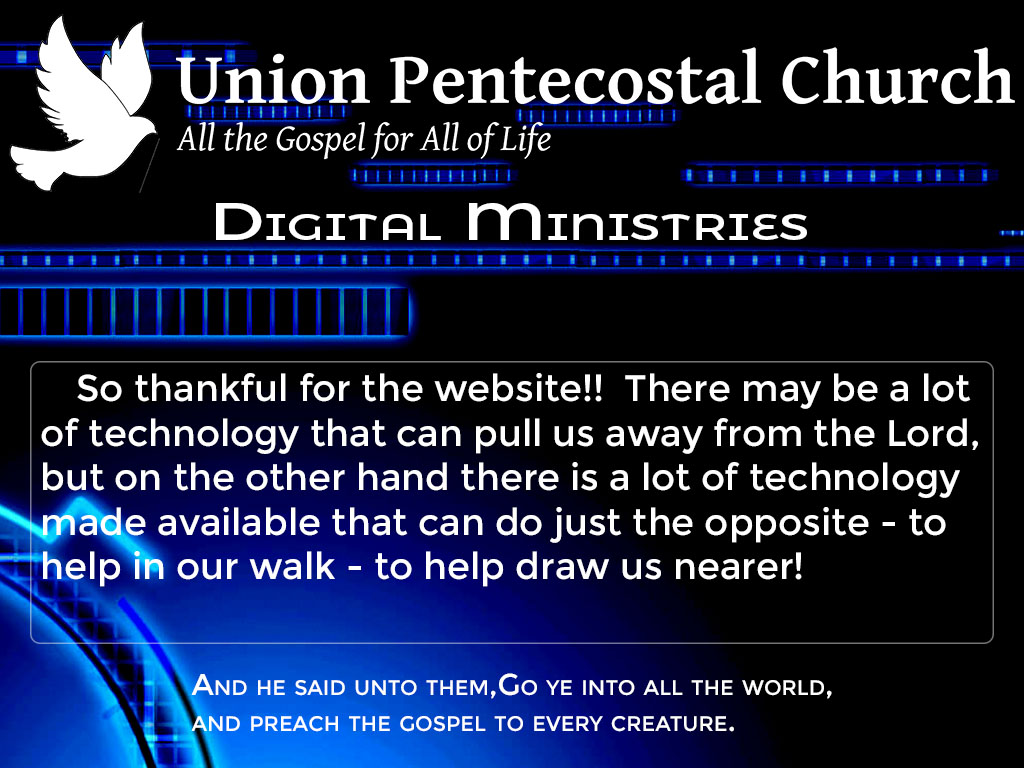 Union Pentecostal Church
All the Gospel for All of Life
Digital Ministries
So thankful for the website!! There may be a lot
of technology that can pull us away from the Lord,
but on the other hand there is a lot of technology
made available that can do just the opposite - to
help in our walk - to help draw us nearer!
And he said unto them,Go ye into all the world,
and preach the gospel to every creature.